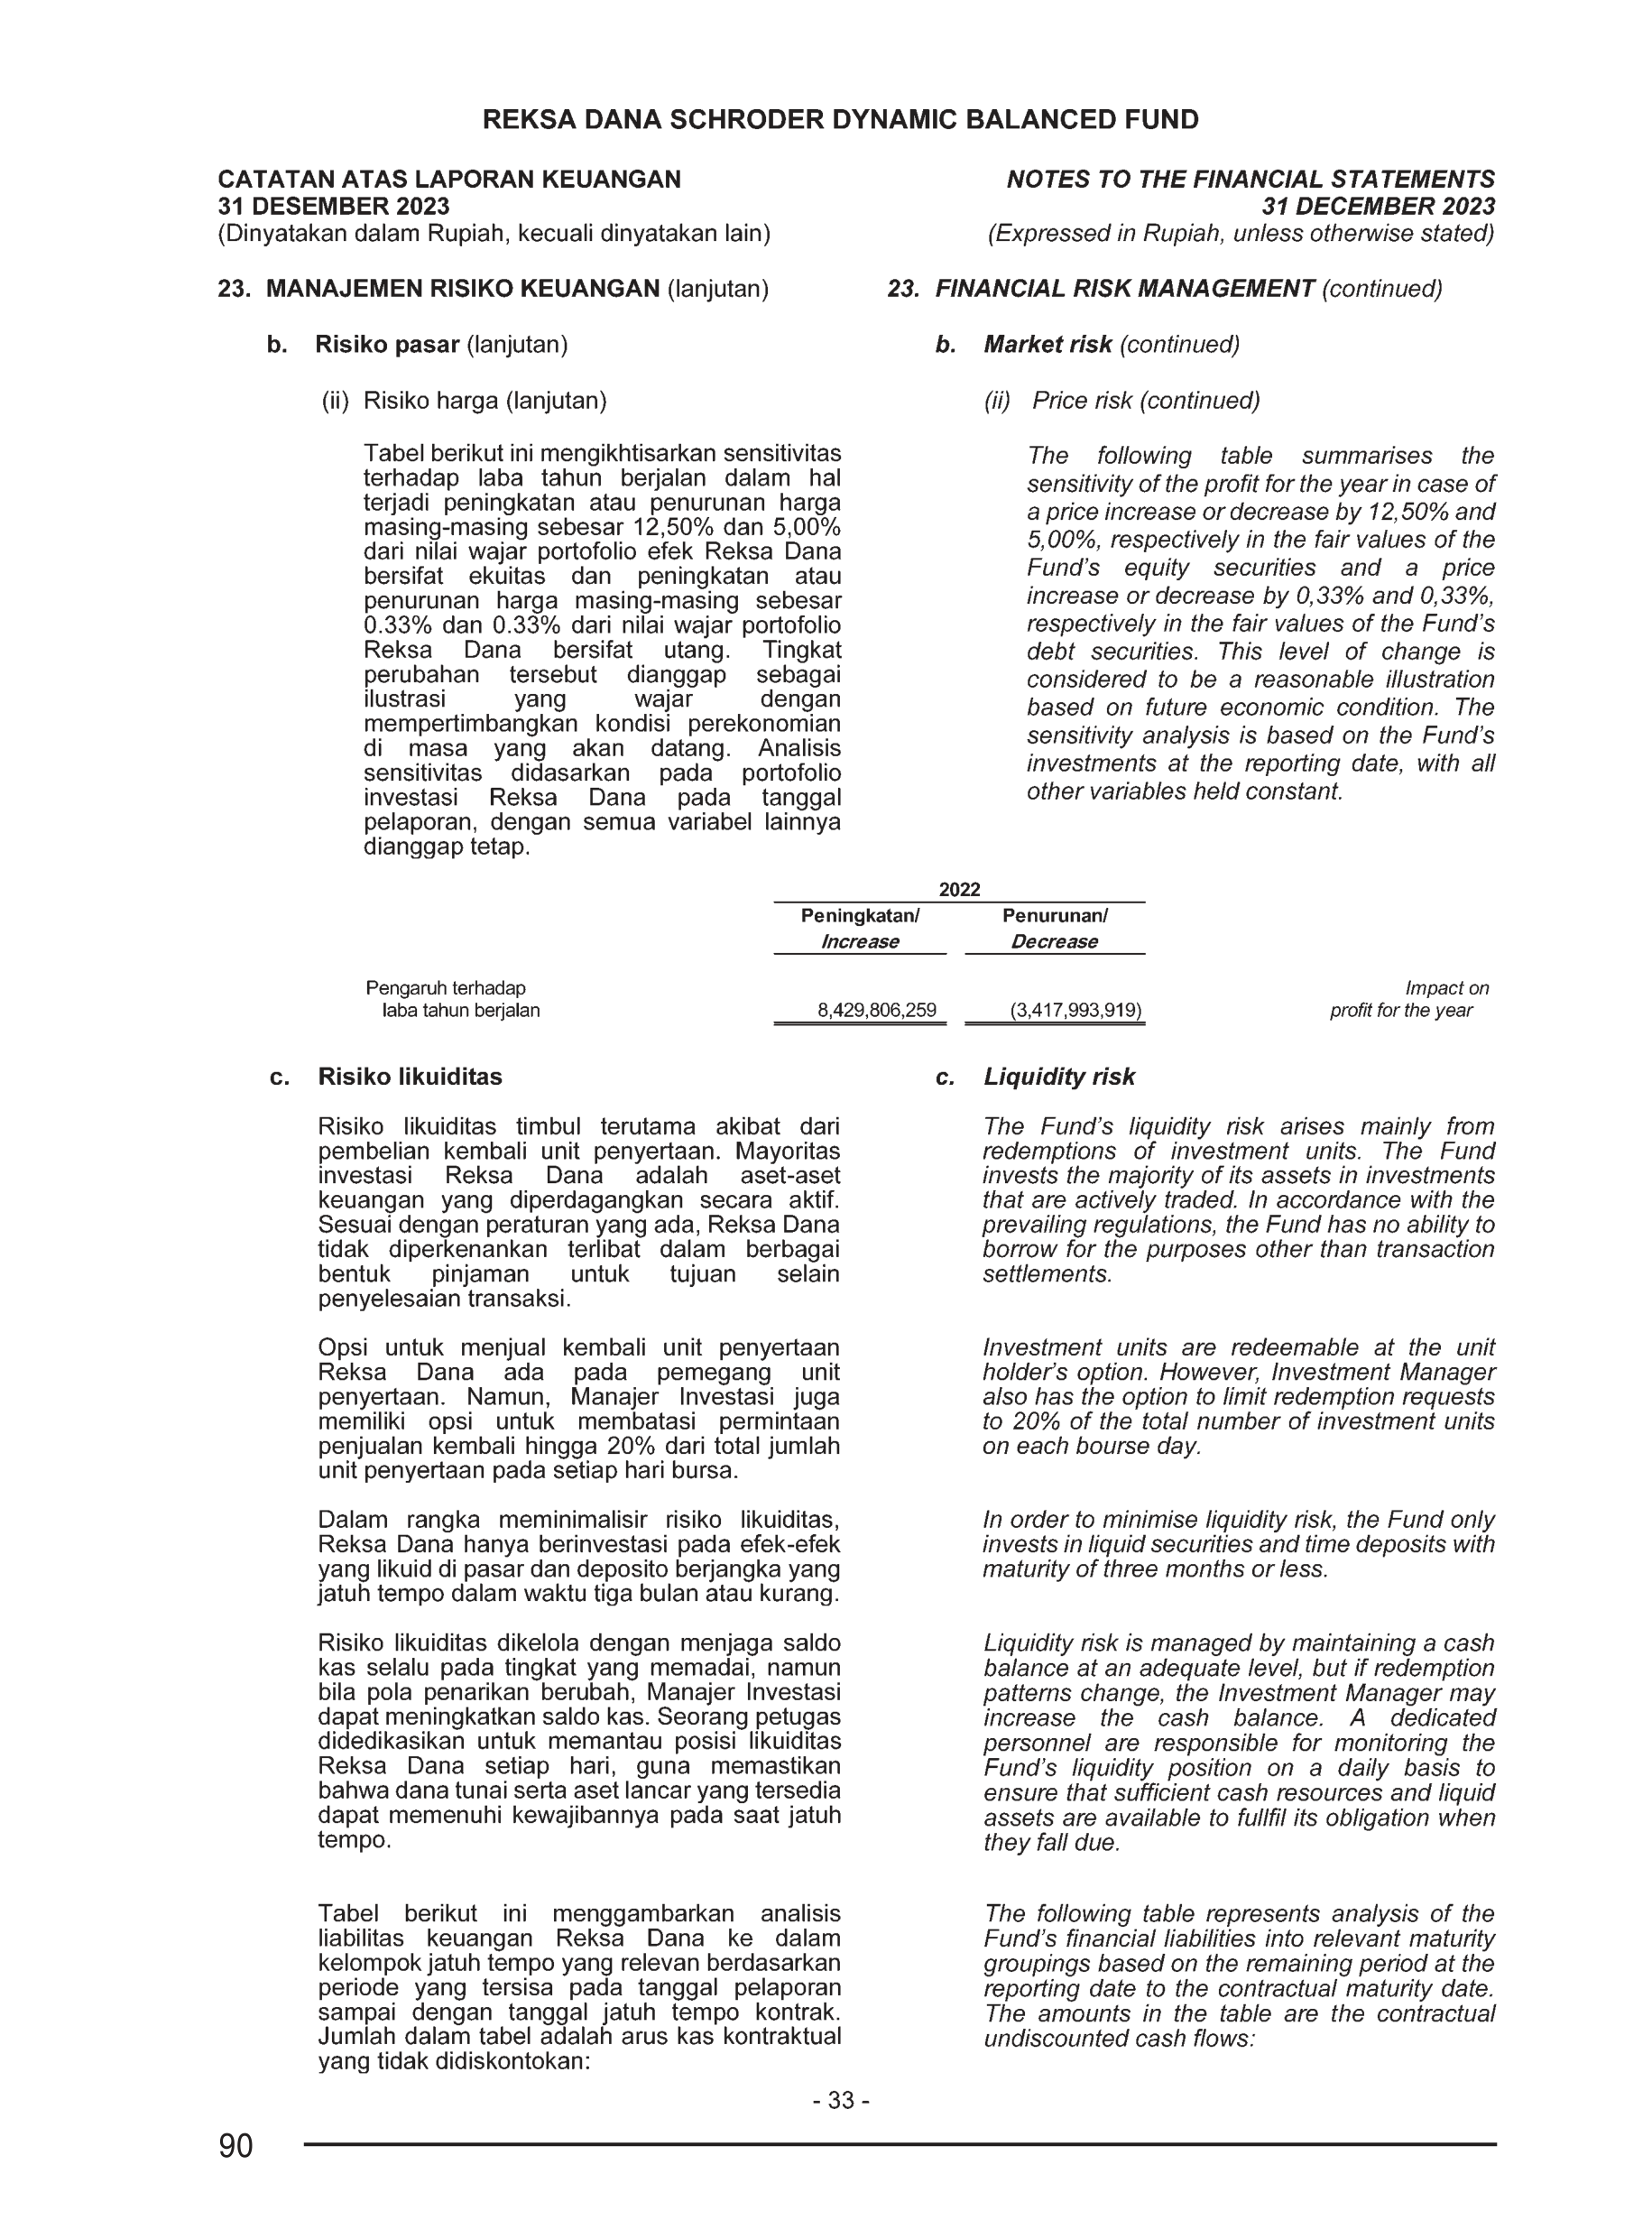 REKSA DANA SCHRODER DYNAMIC BALANCED FUND
CATATAN ATAS LAPORAN KEUANGAN
31 DESEMBER 2023
(Dinyatakan dalam Rupiah, kecuali dinyatakan lain)
NOTES TO THE FINANCIAL STATEMENTS
31 DECEMBER 2023
(Expressed in Rupiah, unless otherwise stated)
23. MANAJEMEN RISIKO KEUANGAN (lanjutan)
b. Risiko pasar (lanjutan)
(ii) Risiko harga (lanjutan)
Tabel berikut ini mengikhtisarkan sensitivitas
terhadap laba tahun berjalan dalam hal
terjadi peningkatan atau penurunan harga
masing-masing sebesar 12,50% dan 5,00%
dari nilai wajar portofolio efek Reksa Dana
bersifat ekuitas dan peningkatan atau
penurunan harga masing-masing sebesar
0.33% dan 0.33% dari nilai wajar portofolio
Reksa Dana bersifat utang. Tingkat
perubahan tersebut dianggap sebagai
ilustrasi yang wajar dengan
mempertimbangkan kondisi perekonomian
di masa yang akan datang. Analisis
sensitivitas didasarkan pada portofolio
investasi Reksa Dana pada tanggal
pelaporan, dengan semua variabel lainnya
dianggap tetap.
23. FINANCIAL RISK MANAGEMENT (continued)
b. Market risk (continued)
(ii) Price risk (continued)
The following table summarises the
sensitivity of the profit for the year in case of
a price increase or decrease by 12,50% and
5,00%, respectively in the fair values of the
Fund's equity securities and a price
increase or decrease by 0,33% and 0,33%,
respectively in the fair values of the Fund's
debt securities. This level of change is
considered to be a reasonable illustration
based on future economic condition. The
sensitivity analysis is based on the Fund's
investments at the reporting date, with all
other variables held constant.
2022
Peningkatan/ Penurunan/
Increase Decrease
Pengaruh terhadap Impact on
laba tahun berjalan 8,429,806,259 (3,417,993,919) profit for the year
c. Risiko likuiditas
Risiko likuiditas timbul terutama akibat dari
pembelian kembali unit penyertaan. Mayoritas
investasi Reksa Dana adalah aset-aset
keuangan yang diperdagangkan secara aktif.
Sesuai dengan peraturan yang ada, Reksa Dana
tidak diperkenankan terlibat dalam berbagai
bentuk pinjaman untuk tujuan selain
penyelesaian transaksi.
Opsi untuk menjual kembali unit penyertaan
Reksa Dana ada pada pemegang unit
penyertaan. Namun, Manajer Investasi juga
memiliki opsi untuk membatasi permintaan
penjualan kembali hingga 20% dari total jumlah
unit penyertaan pada setiap hari bursa.
Dalam rangka meminimalisir risiko likuiditas,
Reksa Dana hanya berinvestasi pada efek-efek
yang likuid di pasar dan deposito berjangka yang
jatuh tempo dalam waktu tiga bulan atau kurang.
Risiko likuiditas dikelola dengan menjaga saldo
kas selalu pada tingkat yang memadai, namun
bila pola penarikan berubah, Manajer Investasi
dapat meningkatkan saldo kas. Seorang petugas
didedikasikan untuk memantau posisi likuiditas
Reksa Dana setiap hari, guna memastikan
bahwa dana tunai serta aset lancar yang tersedia
dapat memenuhi kewajibannya pada saat jatuh
tempo.
Tabel berikut ini menggambarkan analisis
liabilitas keuangan Reksa Dana ke dalam
kelompok jatuh tempo yang relevan berdasarkan
periode yang tersisa pada tanggal pelaporan
sampai dengan tanggal jatuh tempo kontrak.
Jumlah dalam tabel adalah arus kas kontraktual
yang tidak didiskontokan:
c. Liquidity risk
The Fund's liquidity risk arises mainly from
redemptions of investment units. The Fund
invests the majority of its assets in investments
that are actively traded. In accordance with the
prevailing regulations, the Fund has no ability to
borrow for the purposes other than transaction
settlements.
Investment units are redeemable at the unit
holder's option. However, Investment Manager
also has the option to limit redemption requests
to 20% of the total number of investment units
on each bourse day.
In order to minimise liquidity risk, the Fund only
invests in liquid securities and time deposits with
maturity of three months or less.
Liquidity risk is managed by maintaining a cash
balance at an adequate level, but if redemption
patterns change, the Investment Manager may
increase the cash balance. A dedicated
personnel are responsible for monitoring the
Fund's liquidity position on a daily basis to
ensure that sufficient cash resources and liquid
assets are available to fullfil its obligation when
they fall due.
The following table represents analysis of the
Fund's financial liabilities into relevant maturity
groupings based on the remaining period at the
reporting date to the contractual maturity date.
The amounts in the table are the contractual
undiscounted cash flows:
- 33 -
90